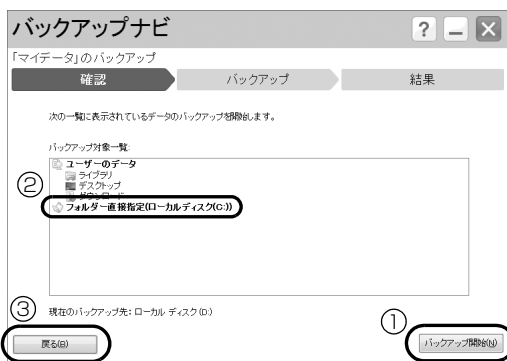 バックアップナビ ? – ×
「マイデータ」のバックアップ
確認 バックアップ 結果
次の一覧に表示されているデータのバックアップを開始します。
バックアップ対象一覧:
ユーザーのデータ
ライブラリ
② デスクトップ
ダウンロード
フォルダー直接指定(ローカルディスク(C:))
③ 現在のバックアップ先: ローカル ディスク (D:)
①
戻る(B) バックアップ開始(N)